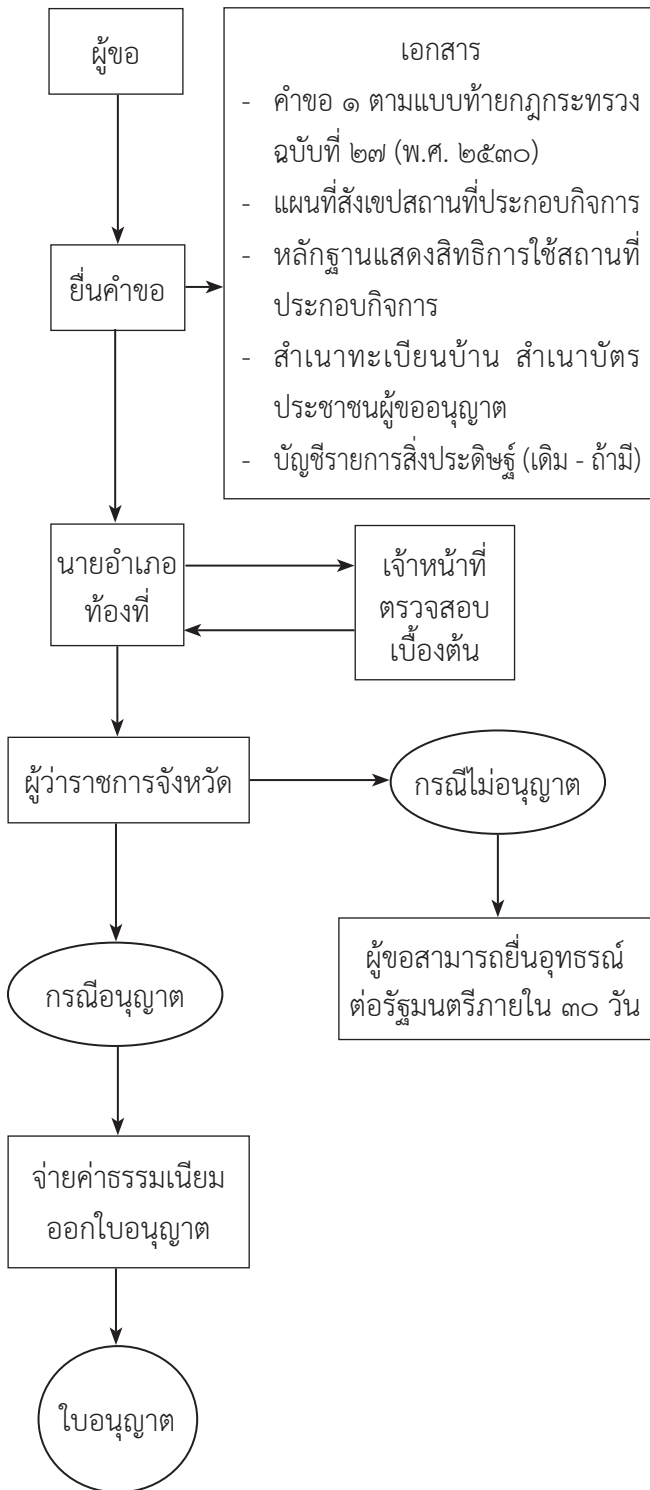 ผู้ขอ
เอกสาร
- คำขอ ๑ ตามแบบท้ายกฎกระทรวง
ฉบับที่ ๒๗ (พ.ศ. ๒๕๓๐)
- แผนที่สังเขปสถานที่ประกอบกิจการ
- หลักฐานแสดงสิทธิการใช้สถานที่
ประกอบกิจการ
- สำเนาทะเบียนบ้าน สำเนาบัตร
ประชาชนผู้ขออนุญาต
- บัญชีรายการสิ่งประดิษฐ์ (เดิม - ถ้ามี)
ยื่นคำขอ
นายอำเภอ
ท้องที่
เจ้าหน้าที่
ตรวจสอบ
เบื้องต้น
ผู้ว่าราชการจังหวัด
กรณีไม่อนุญาต
ผู้ขอสามารถยื่นอุทธรณ์
ต่อรัฐมนตรีภายใน ๓๐ วัน
กรณีอนุญาต
จ่ายค่าธรรมเนียม
ออกใบอนุญาต
ใบอนุญาต